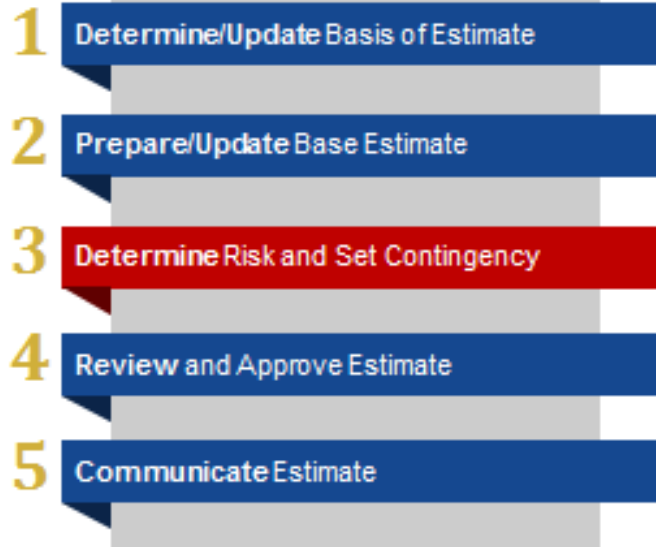 1 Determine/Update Basis of Estimate
2 Prepare/Update Base Estimate
3 Determine Risk and Set Contingency
4 Review and Approve Estimate
5 Communicate Estimate